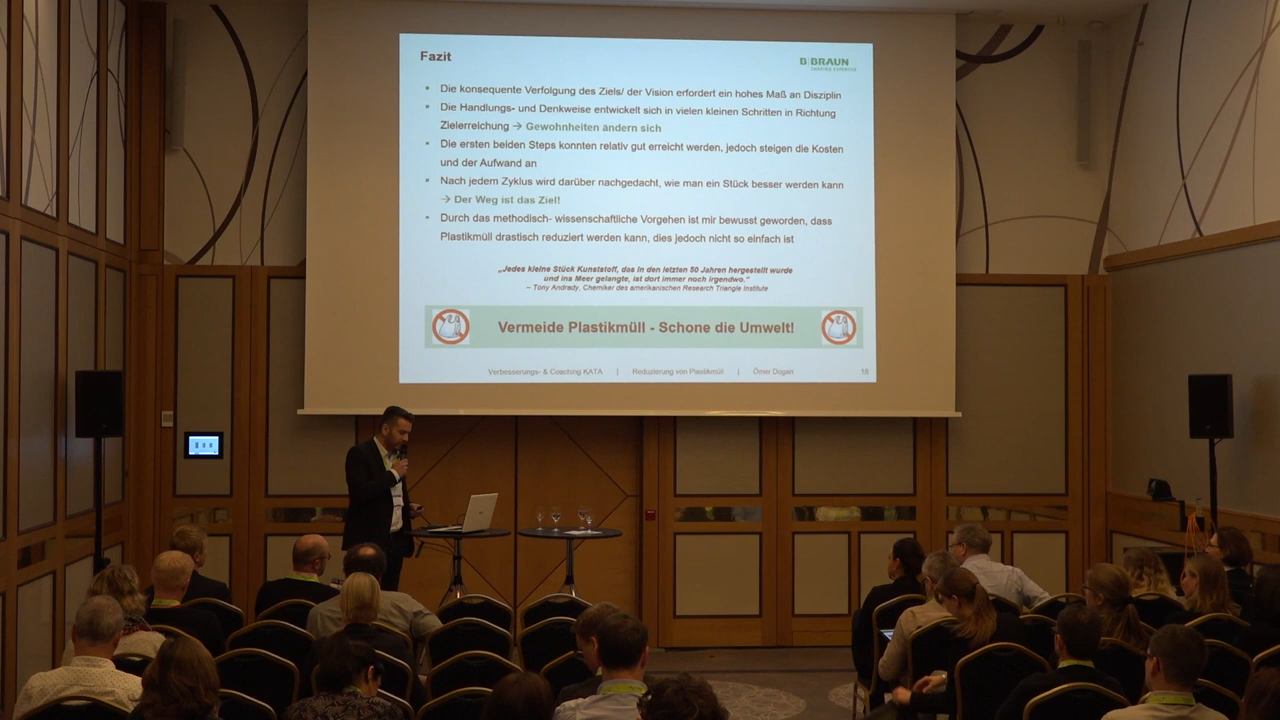 Fazit
B|BRAUN
SHARING EXPERTISE
Die konsequente Verfolgung des Ziels/ der Vision erfordert ein hohes Maß an Disziplin
Die Handlungs- und Denkweise entwickelt sich in vielen kleinen Schritten in Richtung
Zielerreichung → Gewohnheiten ändern sich
Die ersten beiden Steps konnten relativ gut erreicht werden, jedoch steigen die Kosten
und der Aufwand an
Nach jedem Zyklus wird darüber nachgedacht, wie man ein Stück besser werden kann
→ Der Weg ist das Ziel!
Durch das methodisch- wissenschaftliche Vorgehen ist mir bewusst geworden, dass
Plastikmüll drastisch reduziert werden kann, dies jedoch nicht so einfach ist
„Jedes kleine Stück Kunststoff, das in den letzten 50 Jahren hergestellt wurde
und ins Meer gelangte, ist dort immer noch irgendwo."
– Tony Andrady, Chemiker des amerikanischen Research Triangle Institute
Vermeide Plastikmüll - Schone die Umwelt!
Verbesserungs- & Coaching KATA | Reduzierung von Plastikmüll | Ömer Dogan 18